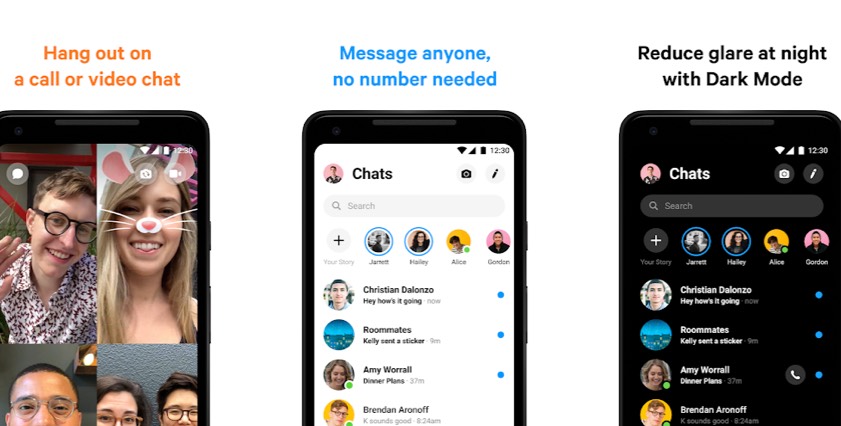 Hang out on
a call or video chat
12:30
Message anyone,
no number needed
12:30
Chats
Search
Your Story
Jarrett
Hailey
Alice
Gordon
Christian Dalonzo
Hey how's it going · now
Roommates
Kelly sent a sticker · 9m
Amy Worrall
Dinner Plans · 37m
Brendan Aronoff
K sounds good · 8:24am
Reduce glare at night
with Dark Mode
12:30
Chats
Search
Your Story
Jarrett
Hailey
Alice
Gordon
Christian Dalonzo
Hey how's it going · now
Roommates
Kelly sent a sticker · 9m
Amy Worrall
Dinner Plans · 37m
Brendan Aronoff
K sounds good · 8:24am